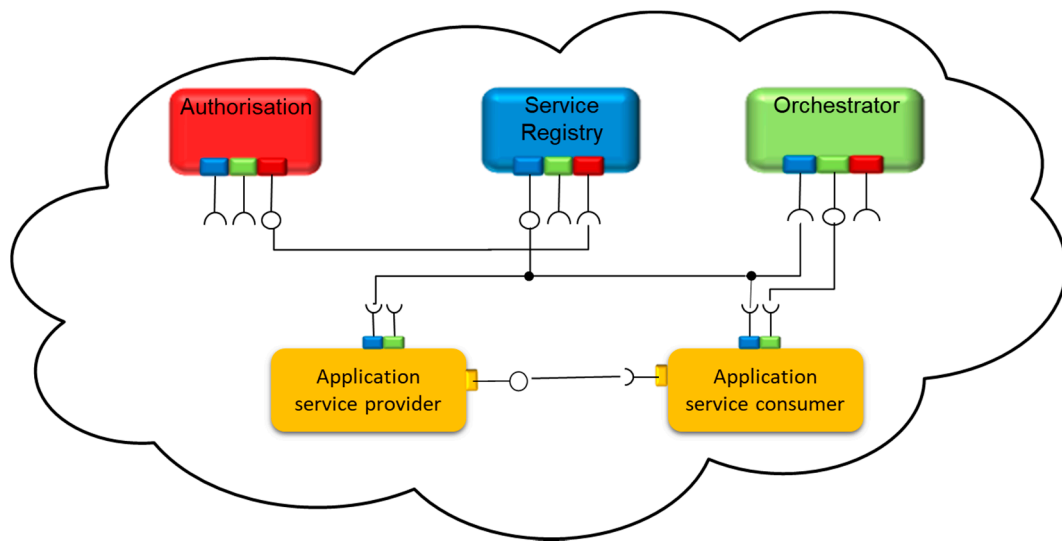 Authorisation
Service
Registry
Orchestrator
Application
service provider
Application
service consumer